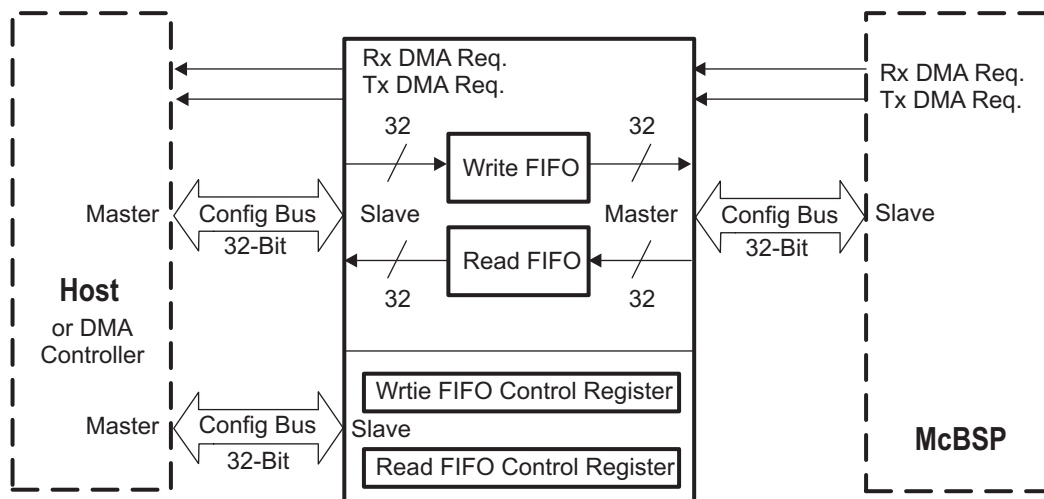 Rx DMA Req.
Tx DMA Req.
Rx DMA Req.
Tx DMA Req.
32
32
Write FIFO
Master
Config Bus
32-Bit
Slave
Master
Config Bus
32-Bit
Slave
Read FIFO
32
32
Host
or DMA
Controller
Wrtie FIFO Control Register
Master
Config Bus
32-Bit
Slave
Read FIFO Control Register
McBSP